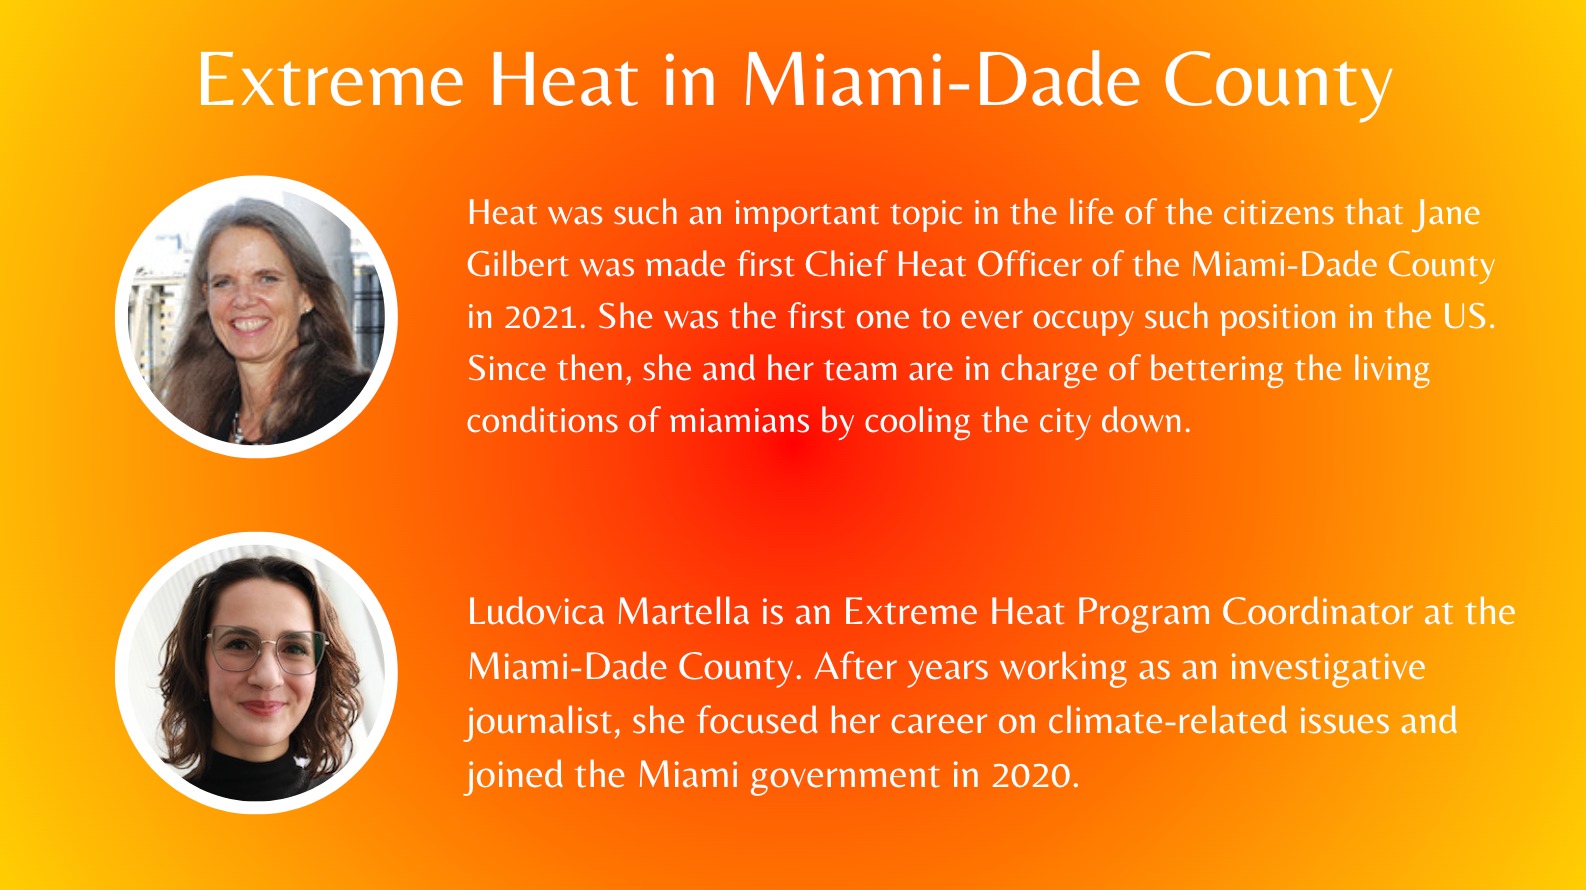 Extreme Heat in Miami-Dade County
Heat was such an important topic in the life of the citizens that Jane
Gilbert was made first Chief Heat Officer of the Miami-Dade County
in 2021. She was the first one to ever occupy such position in the US.
Since then, she and her team are in charge of bettering the living
conditions of miamians by cooling the city down.
Ludovica Martella is an Extreme Heat Program Coordinator at the
Miami-Dade County. After years working as an investigative
journalist, she focused her career on climate-related issues and
joined the Miami government in 2020.